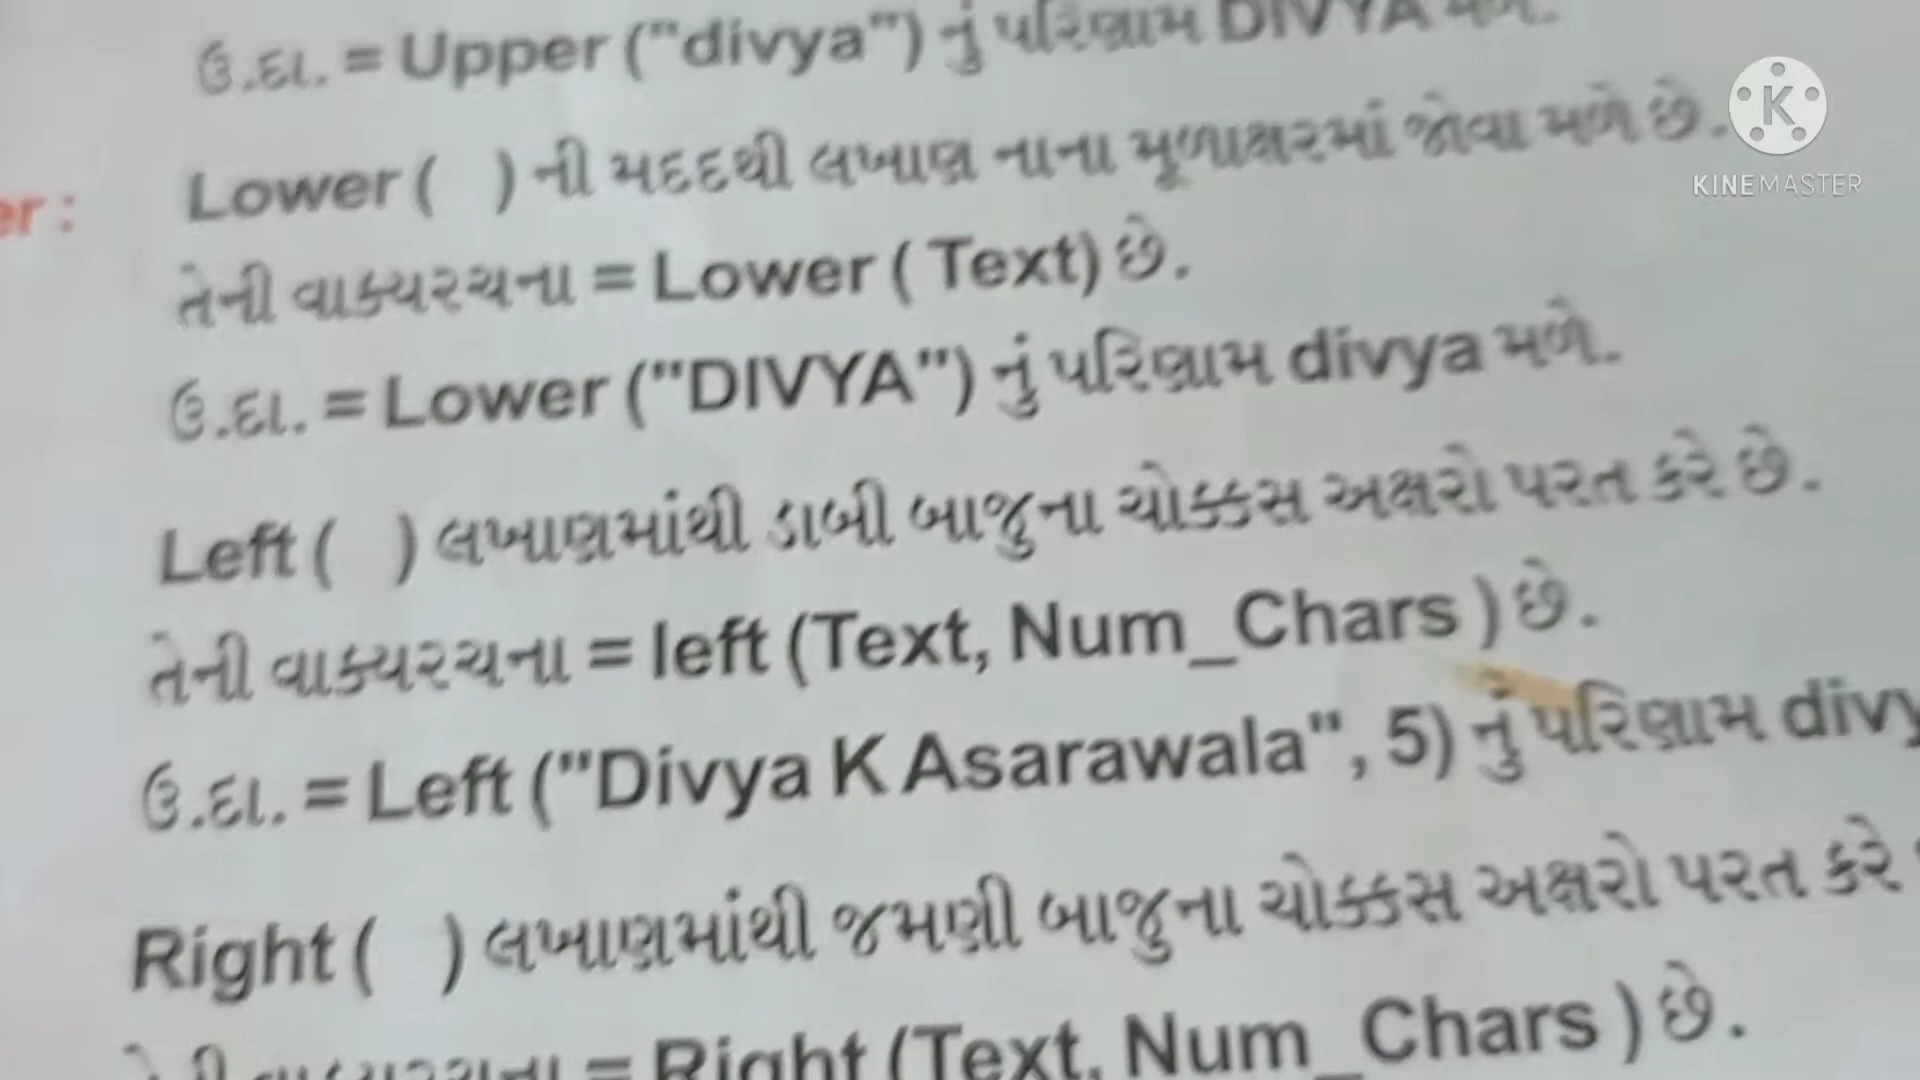 ઉ.દા. = Upper ("divya") નું પરિણામ DIVYA મળે.
Lower ( ) ની મદદથી લખાણ નાના મૂળાક્ષરમાં જોવા મળે છે.
er :
તેની વાક્યરચના = Lower ( Text) છે.
ઉ.દા. = Lower ("DIVYA") નું પરિણામ divya મળે.
Left ( ) લખાણમાંથી ડાબી બાજુના ચોક્કસ અક્ષરો પરત કરે છે.
તેની વાક્યરચના = left (Text, Num_Chars ) છે.
ઉ.દા. = Left ("Divya K Asarawala", 5) નું પરિણામ divy
Right ( ) લખાણમાંથી જમણી બાજુના ચોક્કસ અક્ષરો પરત કરે
તેની વાક્યરચના = Right (Text, Num_Chars ) છે.
K
KINEMASTER